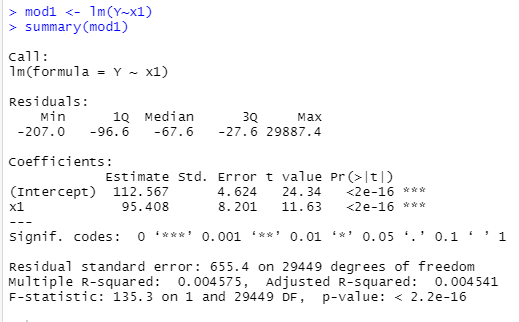 > mod1 <- lm(Y~x1)
> summary(mod1)
Call:
lm(formula = Y ~ x1)
Residuals:
    Min      1Q  Median      3Q     Max
 -207.0   -96.6   -67.6   -27.6 29887.4
Coefficients:
            Estimate Std. Error t value Pr(>|t|)
(Intercept)  112.567      4.624   24.34   <2e-16 ***
x1            95.408      8.201   11.63   <2e-16 ***
---
Signif. codes:  0 ‘***’ 0.001 ‘**’ 0.01 ‘*’ 0.05 ‘.’ 0.1 ‘ ’ 1
Residual standard error: 655.4 on 29449 degrees of freedom
Multiple R-squared:  0.004575,  Adjusted R-squared:  0.004541
F-statistic: 135.3 on 1 and 29449 DF,  p-value: < 2.2e-16